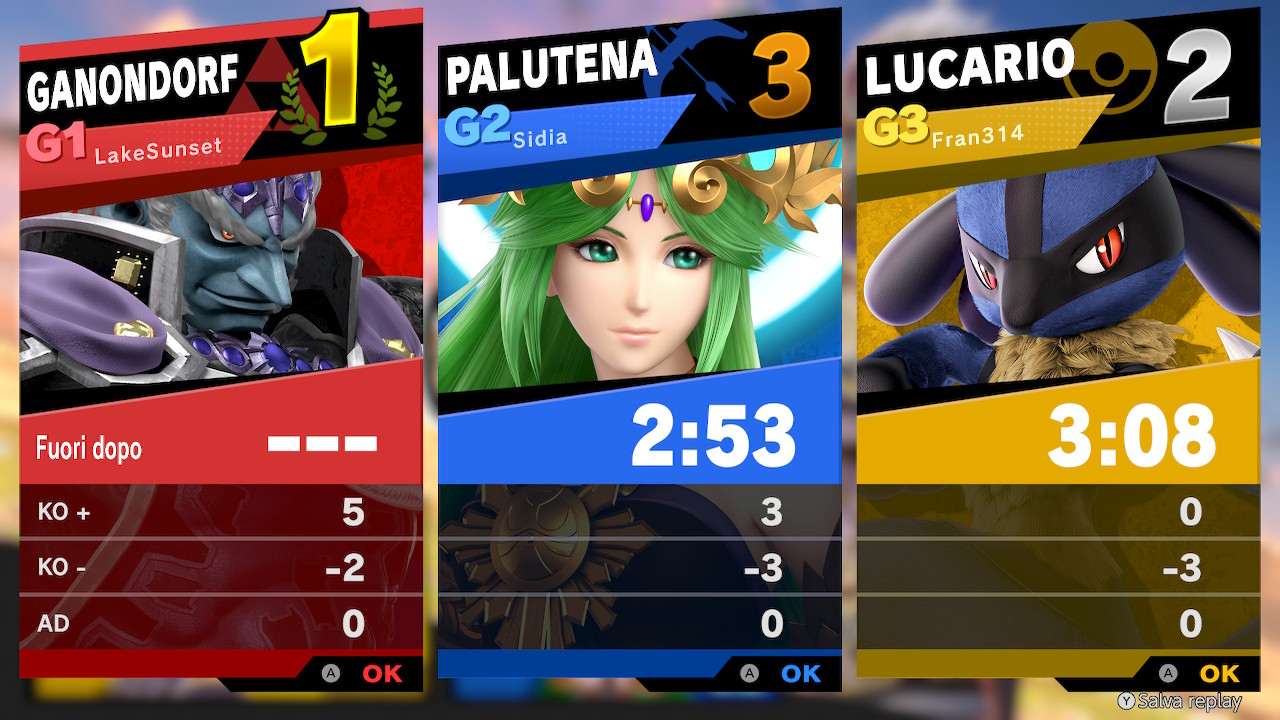 GANONDORF
1
G1 LakeSunset
Fuori dopo ---
KO + 5
KO - -2
AD 0
A OK
PALUTENA
3
G2 Sidia
2:53
3
-3
0
A OK
LUCARIO
2
G3 Fran314
3:08
0
-3
0
A OK
Y Salva replay